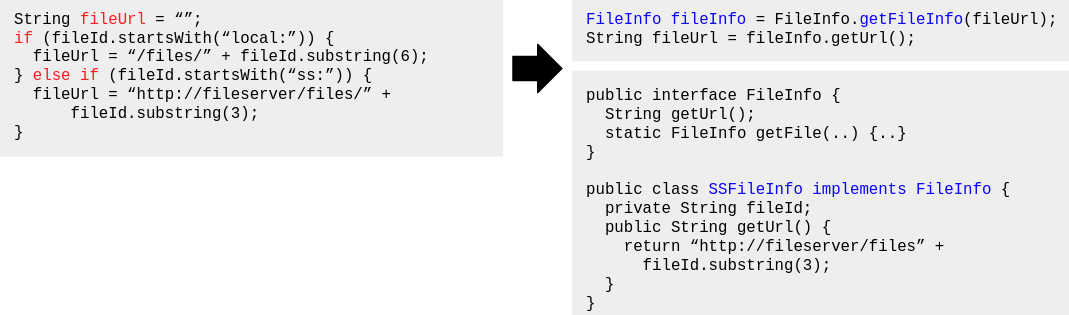 String fileUrl = “”;
if (fileId.startsWith(“local:”)) {
  fileUrl = “/files/” + fileId.substring(6);
} else if (fileId.startsWith(“ss:”)) {
  fileUrl = “http://fileserver/files/” +
      fileId.substring(3);
}
FileInfo fileInfo = FileInfo.getFileInfo(fileUrl);
String fileUrl = fileInfo.getUrl();
public interface FileInfo {
  String getUrl();
  static FileInfo getFile(..) {..}
}
public class SSFileInfo implements FileInfo {
  private String fileId;
  public String getUrl() {
    return “http://fileserver/files” +
      fileId.substring(3);
  }
}